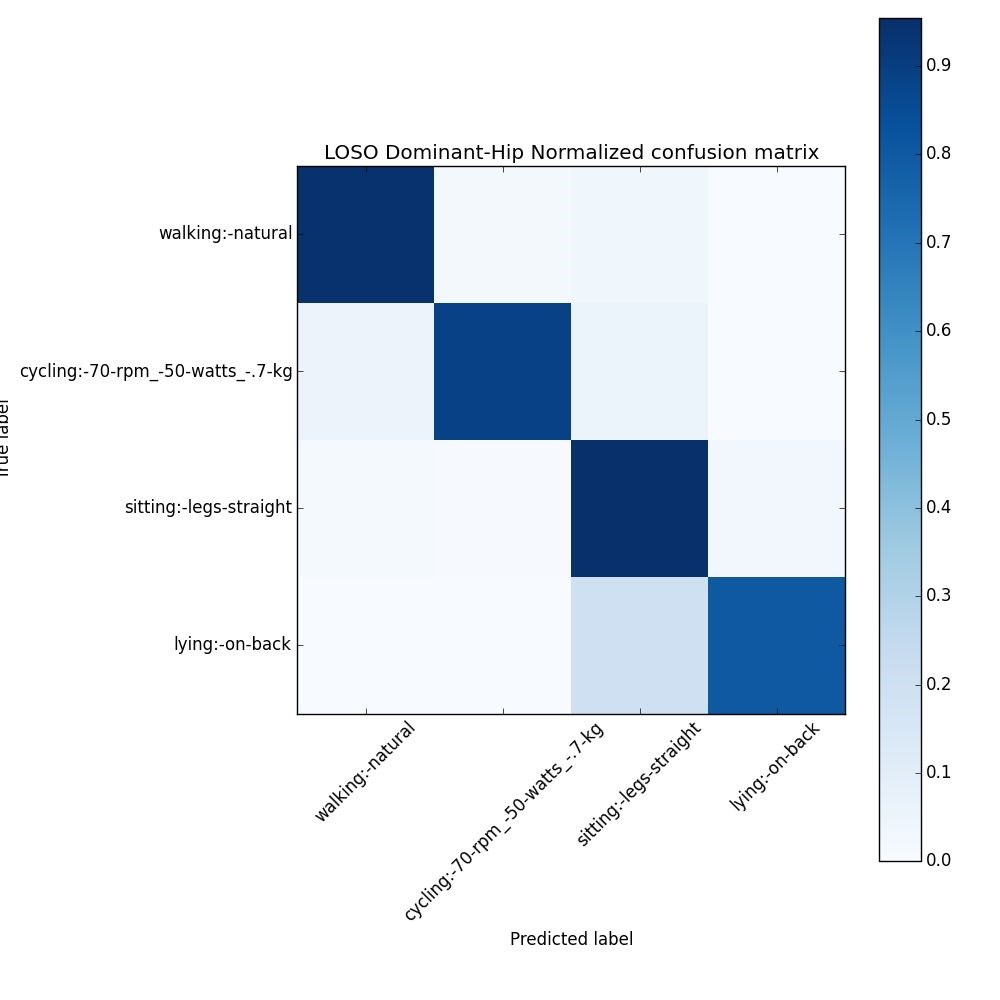 LOSO Dominant-Hip Normalized confusion matrix
walking:-natural
cycling:-70-rpm_-50-watts_-.7-kg
sitting:-legs-straight
lying:-on-back
True label
walking:-natural
cycling:-70-rpm_-50-watts_-.7-kg
sitting:-legs-straight
lying:-on-back
Predicted label
0.9
0.8
0.7
0.6
0.5
0.4
0.3
0.2
0.1
0.0